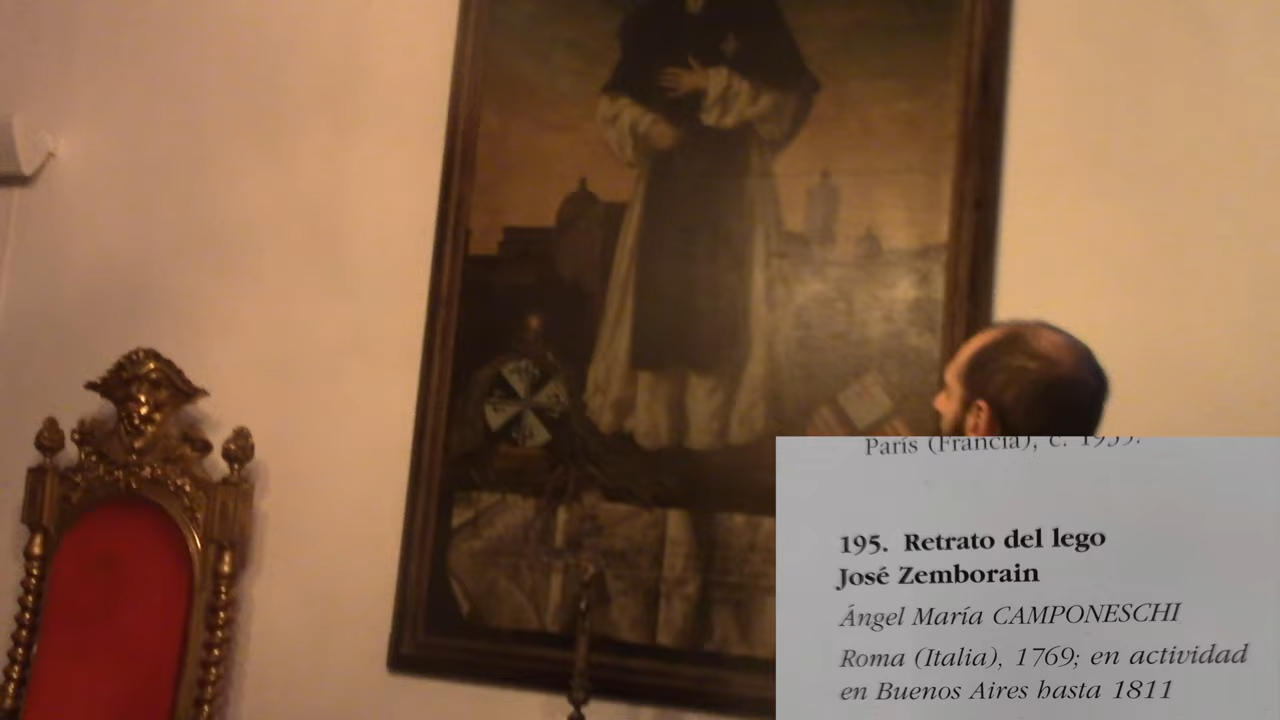 París (Francia), c. 1935.
195. Retrato del lego
José Zemborain
Ángel María CAMPONESCHI
Roma (Italia), 1769; en actividad
en Buenos Aires hasta 1811